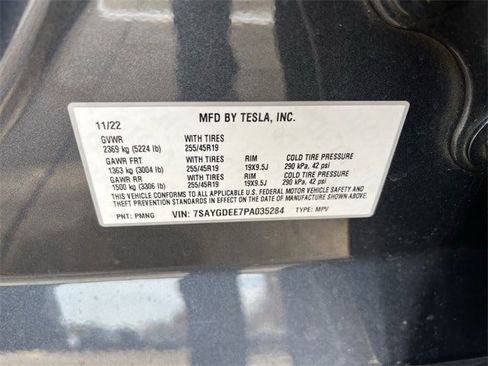 MFD BY TESLA, INC.
11/22
GVWR WITH TIRES
2369 kg (5224 lb) 255/45R19
GAWR FRT WITH TIRES RIM COLD TIRE PRESSURE
1363 kg (3004 lb) 255/45R19 19X9.5J 290 kPa, 42 psi
GAWR RR WITH TIRES RIM COLD TIRE PRESSURE
1500 kg (3306 lb) 255/45R19 19X9.5J 290 kPa, 42 psi
THIS VEHICLE CONFORMS TO ALL APPLICABLE U.S. FEDERAL MOTOR VEHICLE SAFETY AND
THEFT PREVENTION STANDARDS IN EFFECT ON THE DATE OF MANUFACTURE SHOWN ABOVE.
PNT: PMNG VIN: 7SAYGDEE7PA035284 TYPE: MPV